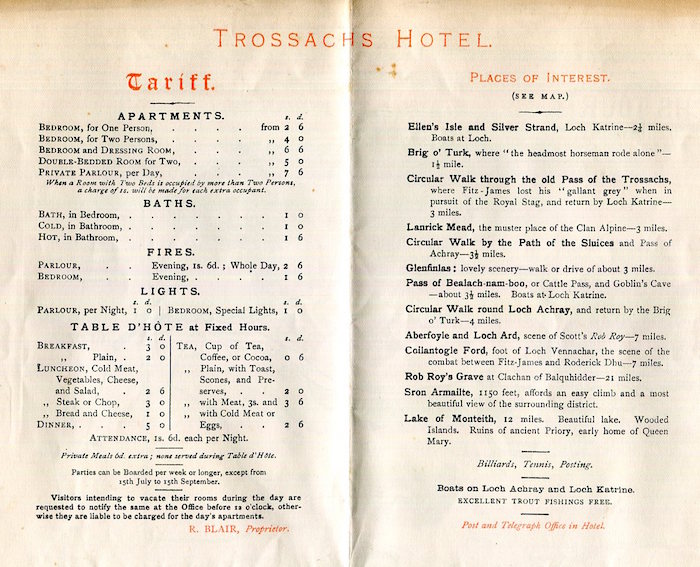 TROSSACHS HOTEL.
Tariff.
APARTMENTS. s. d.
BEDROOM, for One Person, . . . . from 2 6
BEDROOM, for Two Persons, . . . . ,, 4 0
BEDROOM and DRESSING ROOM, . . . ,, 6 6
DOUBLE-BEDDED ROOM for Two, . . . ,, 5 0
PRIVATE PARLOUR, per Day, . . . . ,, 7 6
When a Room with Two Beds is occupied by more than Two Persons,
a charge of 1s. will be made for each extra occupant.
BATHS.
BATH, in Bedroom, . . . . . . . 1 0
COLD, in Bathroom, . . . . . . . 1 0
HOT, in Bathroom, . . . . . . . 1 6
FIRES.
PARLOUR, . . Evening, 1s. 6d.; Whole Day, 2 6
BEDROOM, . . Evening, . . . . 1 6
LIGHTS.
s. d. s. d.
PARLOUR, per Night, 1 0 | BEDROOM, Special Lights, 1 0
TABLE D'HÔTE at Fixed Hours.
s. d.
BREAKFAST, . 3 0
,, Plain, . 2 0
LUNCHEON, Cold Meat,
Vegetables, Cheese,
and Salad, . 2 6
,, Steak or Chop, 3 0
,, Bread and Cheese, 1 0
DINNER, . . 5 0
s. d.
TEA, Cup of Tea,
Coffee, or Cocoa, 0 6
,, Plain, with Toast,
Scones, and Pre-
serves, . . 2 0
,, with Meat, 3s. and 3 6
,, with Cold Meat or
Eggs, . . 2 6
ATTENDANCE, 1s. 6d. each per Night.
Private Meals 6d. extra; none served during Table d'Hôte.
Parties can be Boarded per week or longer, except from
15th July to 15th September.
Visitors intending to vacate their rooms during the day are
requested to notify the same at the Office before 12 o'clock, other-
wise they are liable to be charged for the day's apartments.
R. BLAIR, Proprietor.
PLACES OF INTEREST.
(SEE MAP.)
Ellen's Isle and Silver Strand, Loch Katrine—2¼ miles.
Boats at Loch.
Brig o' Turk, where "the headmost horseman rode alone"—
1½ mile.
Circular Walk through the old Pass of the Trossachs,
where Fitz-James lost his "gallant grey" when in
pursuit of the Royal Stag, and return by Loch Katrine—
3 miles.
Lanrick Mead, the muster place of the Clan Alpine—3 miles.
Circular Walk by the Path of the Sluices and Pass of
Achray—3½ miles.
Glenfinlas: lovely scenery—walk or drive of about 3 miles.
Pass of Bealach-nam-boo, or Cattle Pass, and Goblin's Cave
—about 3½ miles. Boats at Loch Katrine.
Circular Walk round Loch Achray, and return by the Brig
o' Turk—4 miles.
Aberfoyle and Loch Ard, scene of Scott's Rob Roy—7 miles.
Coilantogle Ford, foot of Loch Vennachar, the scene of the
combat between Fitz-James and Roderick Dhu—7 miles.
Rob Roy's Grave at Clachan of Balquhidder—21 miles.
Sron Armailte, 1150 feet, affords an easy climb and a most
beautiful view of the surrounding district.
Lake of Monteith, 12 miles. Beautiful lake. Wooded
Islands. Ruins of ancient Priory, early home of Queen
Mary.
Billiards, Tennis, Posting.
Boats on Loch Achray and Loch Katrine.
EXCELLENT TROUT FISHINGS FREE.
Post and Telegraph Office in Hotel.